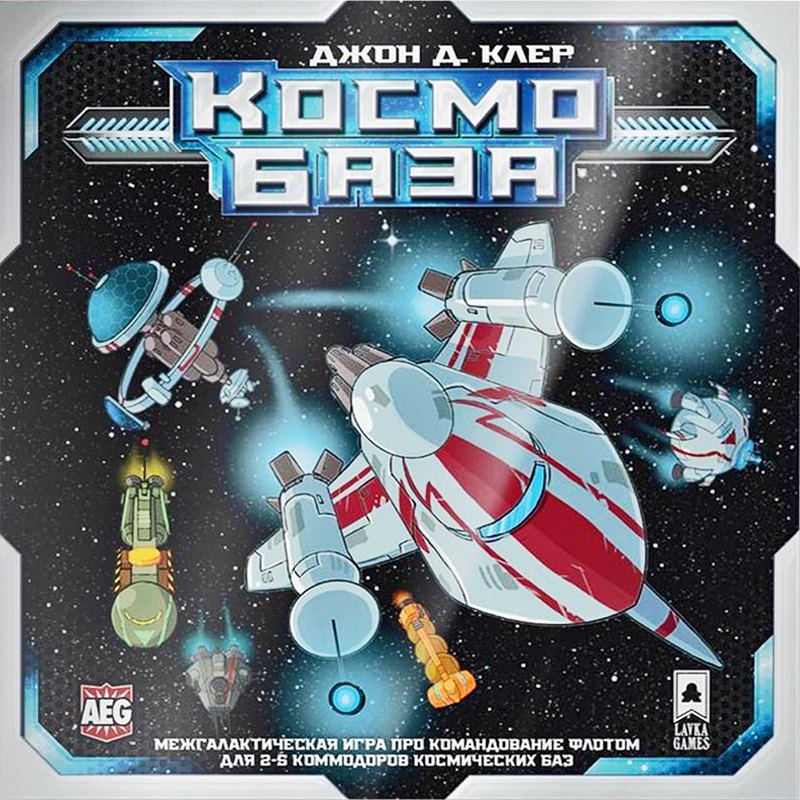 ДЖОН Д. КЛЕР
КОСМО
БАЗА
AEG
LAVKA
GAMES
МЕЖГАЛАКТИЧЕСКАЯ ИГРА ПРО КОМАНДОВАНИЕ ФЛОТОМ
ДЛЯ 2-5 КОММОДОРОВ КОСМИЧЕСКИХ БАЗ